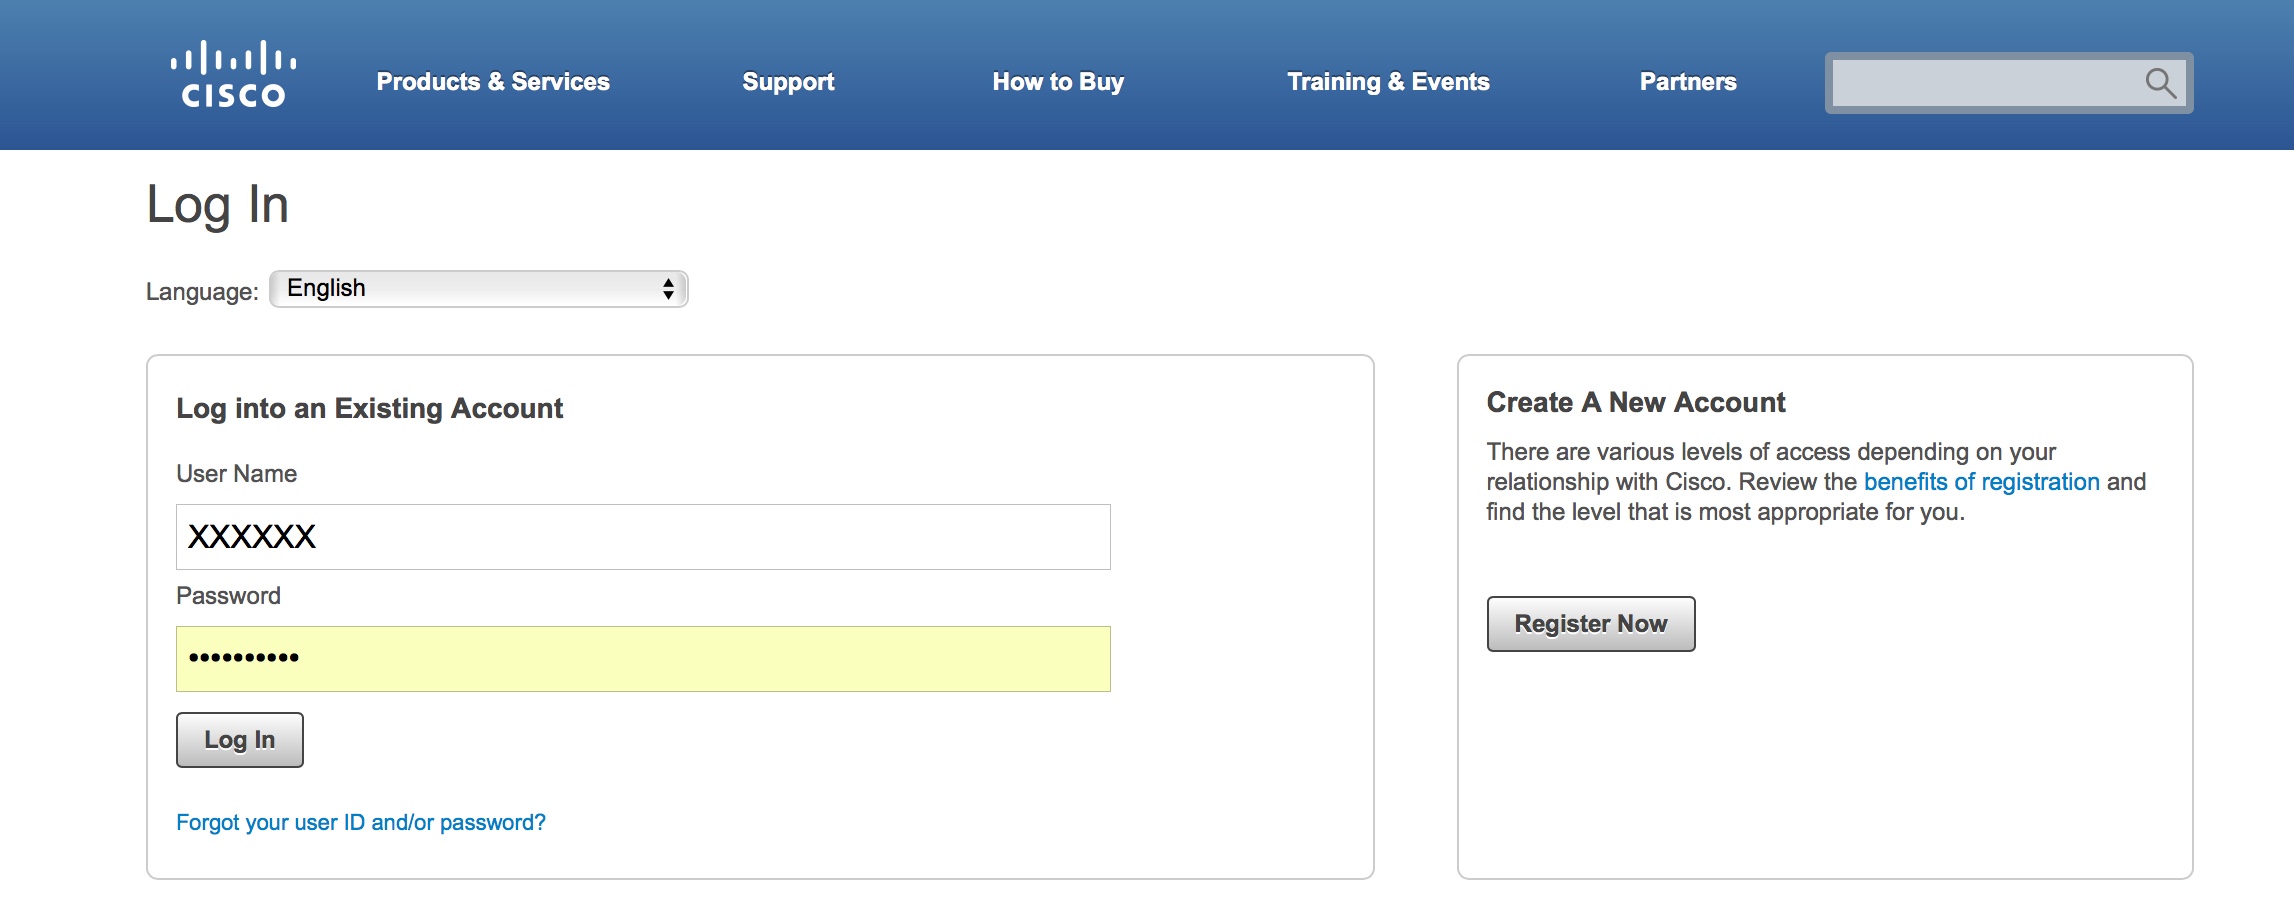 CISCO
Products & Services
Support
How to Buy
Training & Events
Partners
Log In
Language:
English
Log into an Existing Account
User Name
XXXXXX
Password
••••••••••
Log In
Forgot your user ID and/or password?
Create A New Account
There are various levels of access depending on your
relationship with Cisco. Review the benefits of registration and
find the level that is most appropriate for you.
Register Now